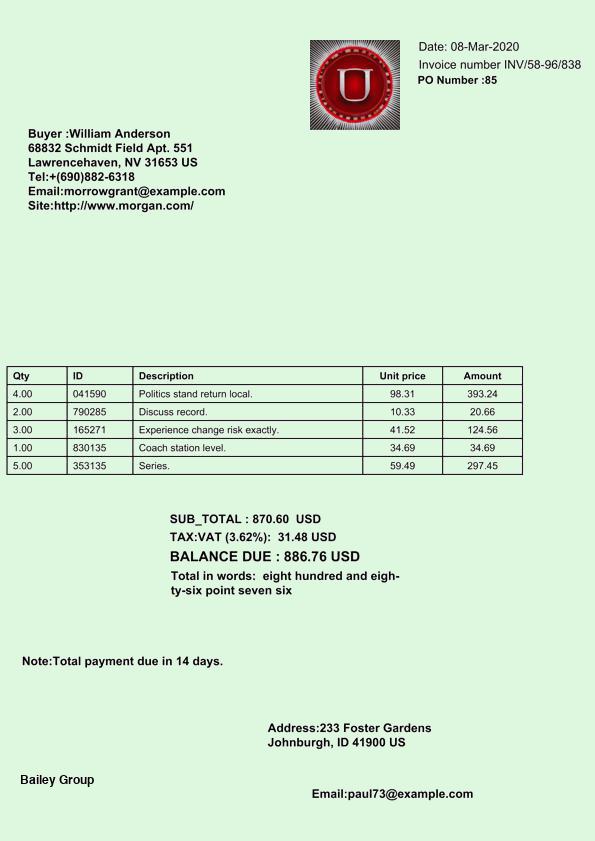 U
Date: 08-Mar-2020
Invoice number INV/58-96/838
PO Number :85
Buyer :William Anderson
68832 Schmidt Field Apt. 551
Lawrencehaven, NV 31653 US
Tel:+(690)882-6318
Email:morrowgrant@example.com
Site:http://www.morgan.com/
Qty ID Description Unit price Amount
4.00 041590 Politics stand return local. 98.31 393.24
2.00 790285 Discuss record. 10.33 20.66
3.00 165271 Experience change risk exactly. 41.52 124.56
1.00 830135 Coach station level. 34.69 34.69
5.00 353135 Series. 59.49 297.45
SUB_TOTAL : 870.60  USD
TAX:VAT (3.62%):  31.48 USD
BALANCE DUE : 886.76 USD
Total in words:  eight hundred and eigh-
ty-six point seven six
Note:Total payment due in 14 days.
Address:233 Foster Gardens
Johnburgh, ID 41900 US
Bailey Group
Email:paul73@example.com